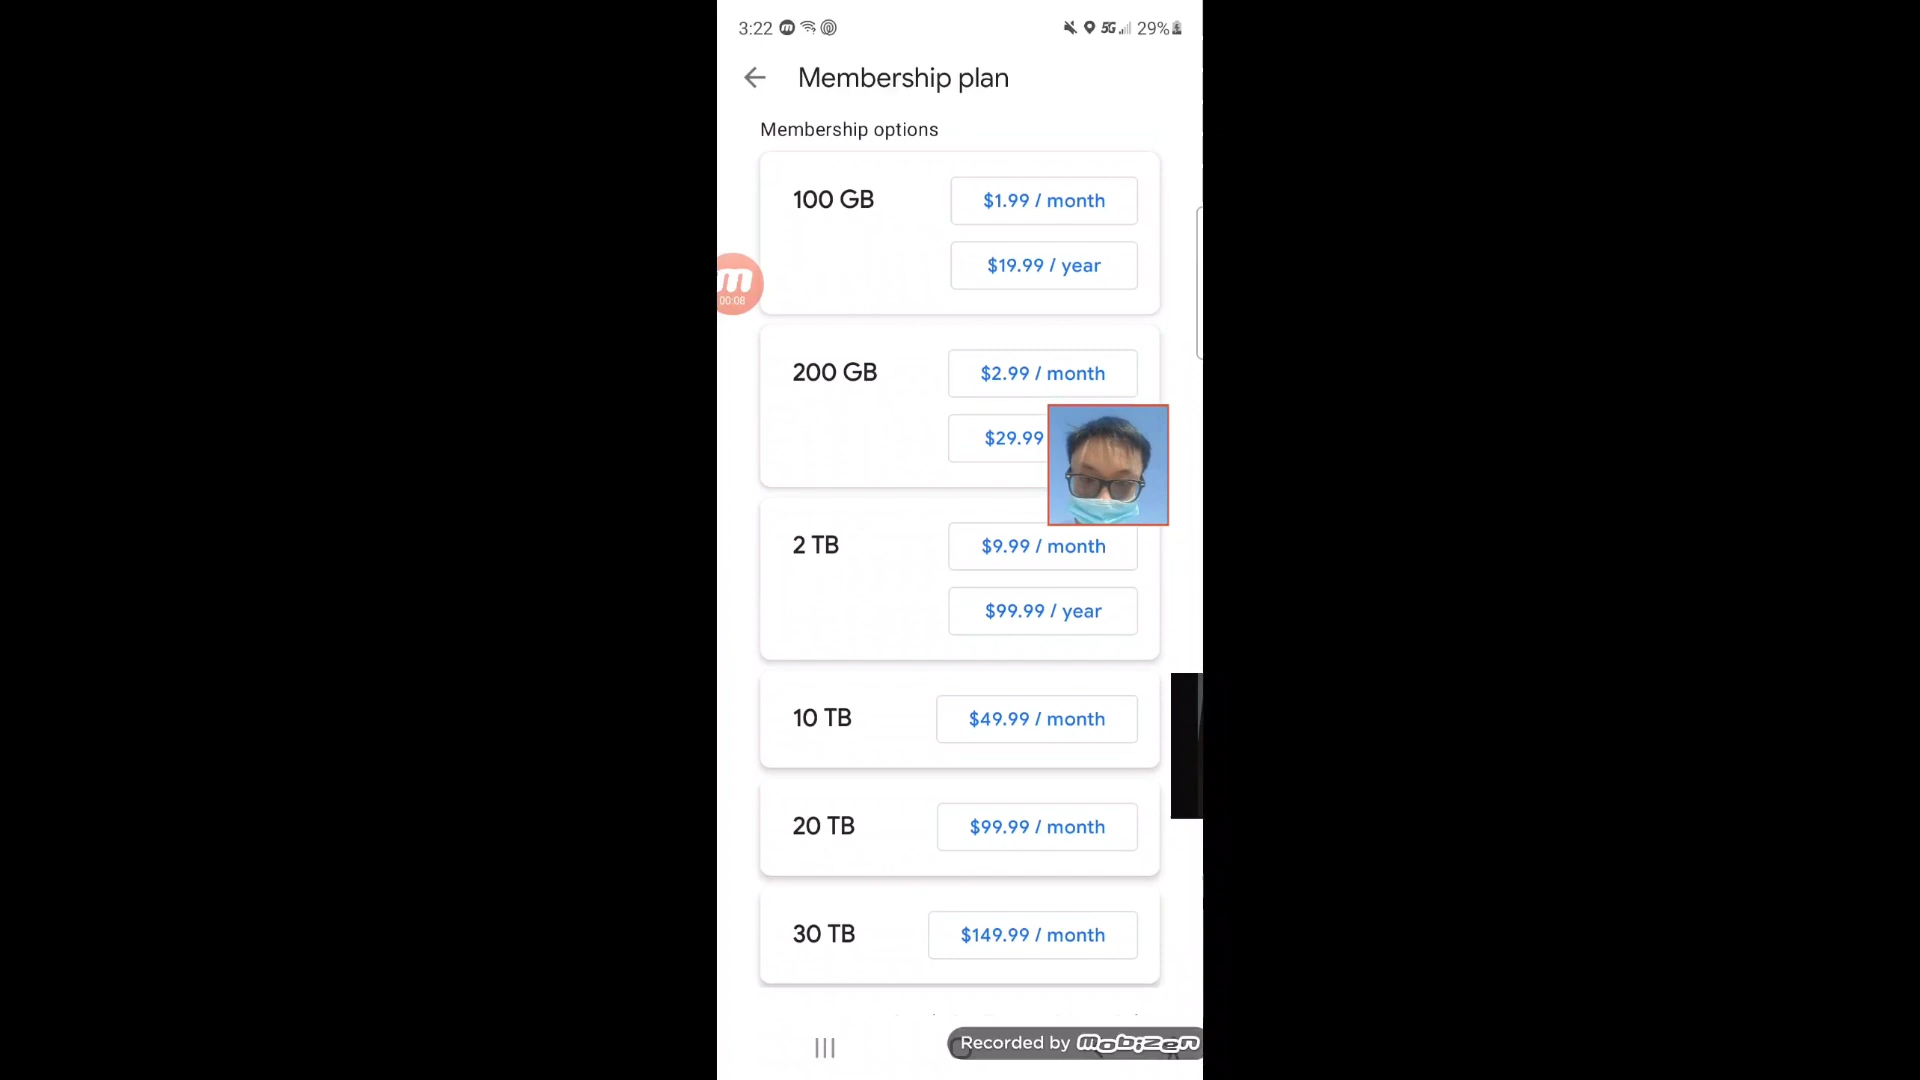 3:22
5G
29%
Membership plan
Membership options
100 GB
$1.99 / month
$19.99 / year
m
00:08
200 GB
$2.99 / month
$29.99
2 TB
$9.99 / month
$99.99 / year
10 TB
$49.99 / month
20 TB
$99.99 / month
30 TB
$149.99 / month
Recorded by Mobizen